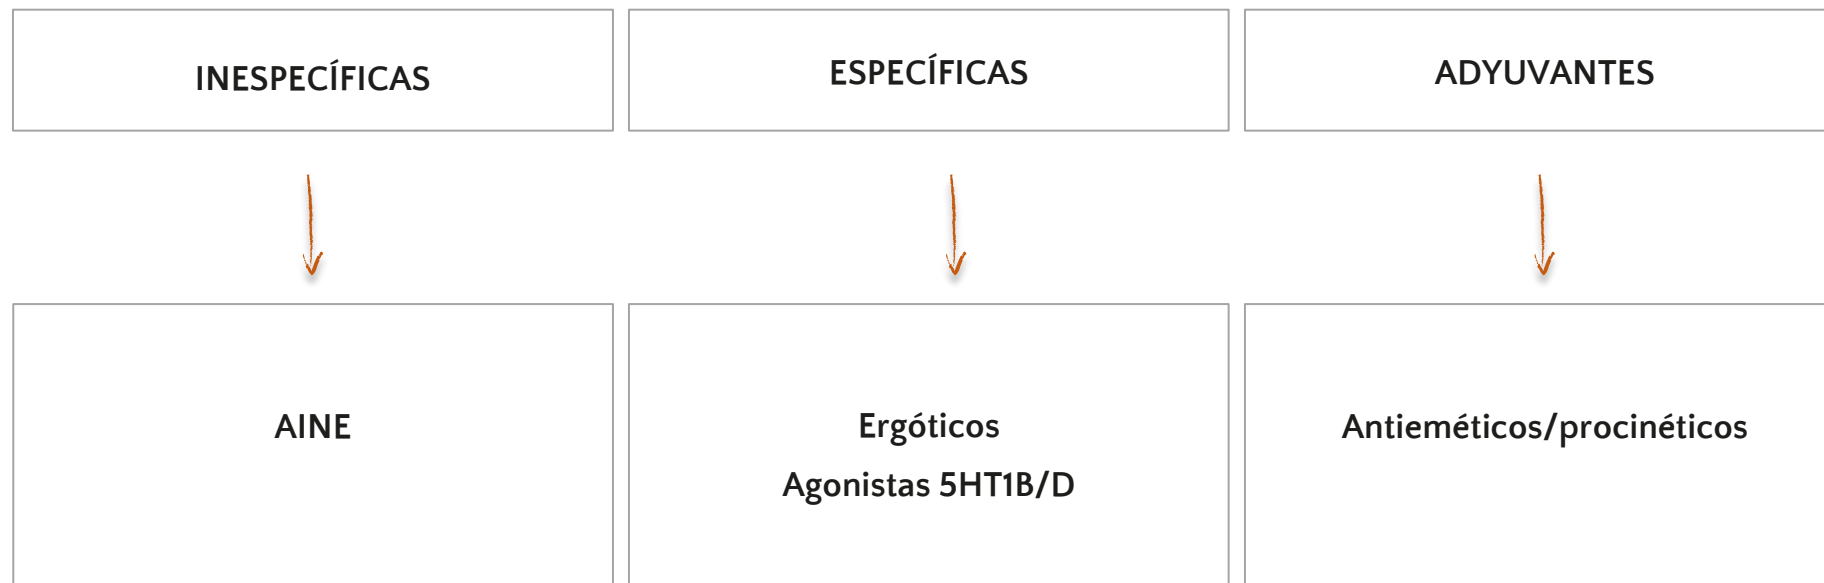 INESPECÍFICAS
ESPECÍFICAS
ADYUVANTES
AINE
Ergóticos
Agonistas 5HT1B/D
Antieméticos/procinéticos